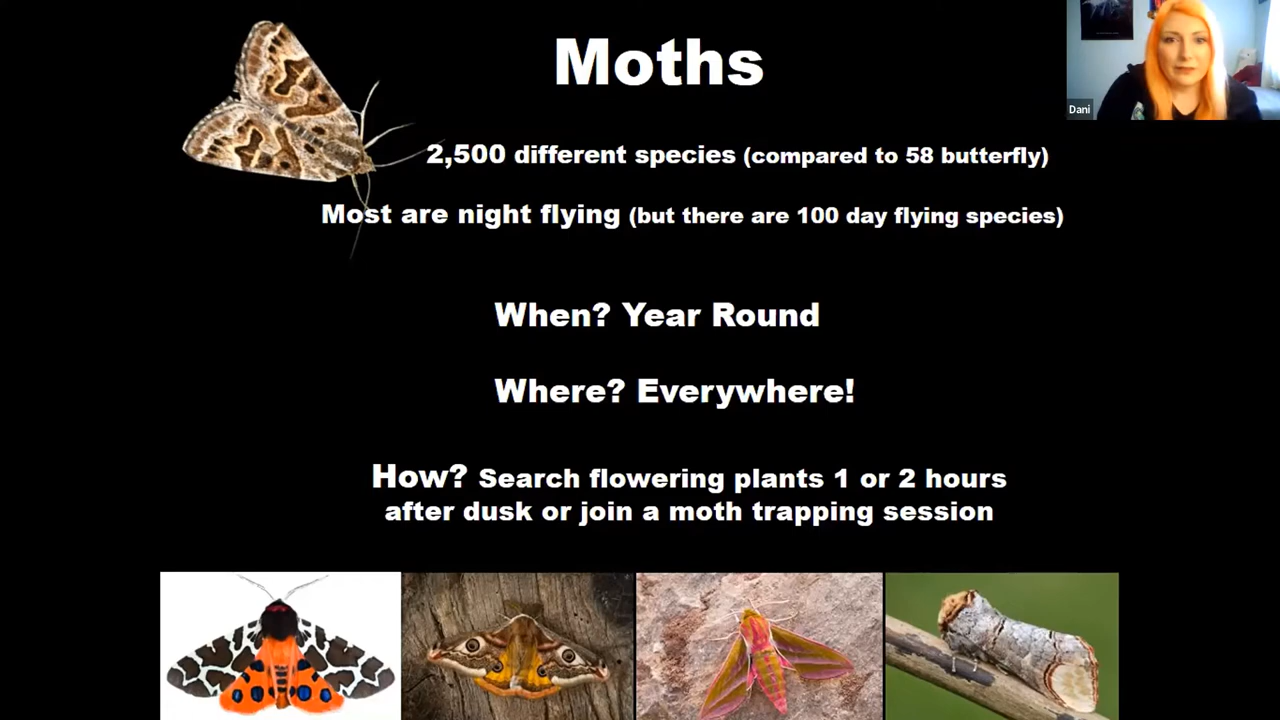 Moths
Dani
2,500 different species (compared to 58 butterfly)
Most are night flying (but there are 100 day flying species)
When? Year Round
Where? Everywhere!
How? Search flowering plants 1 or 2 hours
after dusk or join a moth trapping session